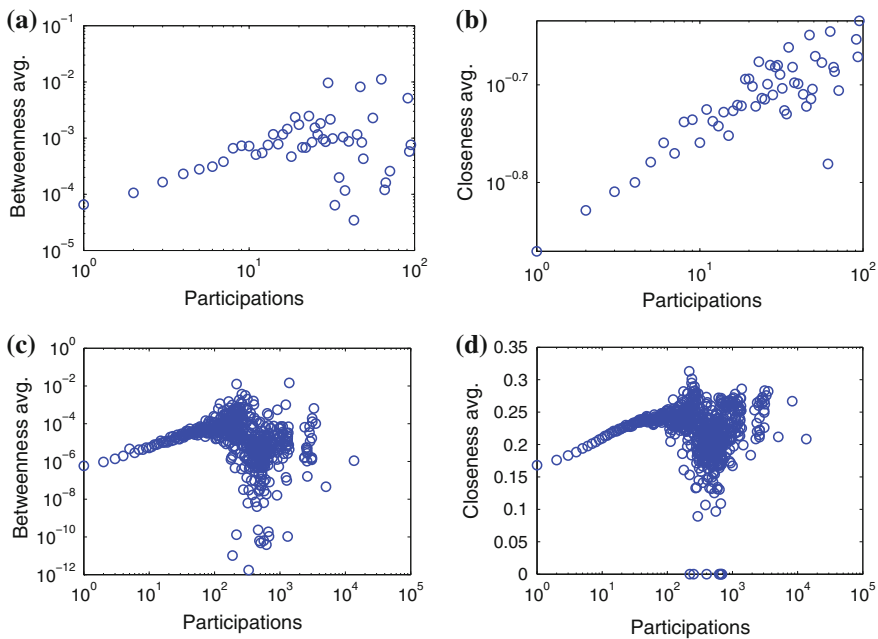 (a)
10^-1
10^-2
10^-3
10^-4
10^-5
Betweenness avg.
10^0 10^1 10^2
Participations
(b)
10^-0.7
10^-0.8
Closeness avg.
10^0 10^1 10^2
Participations
(c)
10^0
10^-2
10^-4
10^-6
10^-8
10^-10
10^-12
Betweenness avg.
10^0 10^1 10^2 10^3 10^4 10^5
Participations
(d)
0.35
0.3
0.25
0.2
0.15
0.1
0.05
0
Closeness avg.
10^0 10^1 10^2 10^3 10^4 10^5
Participations